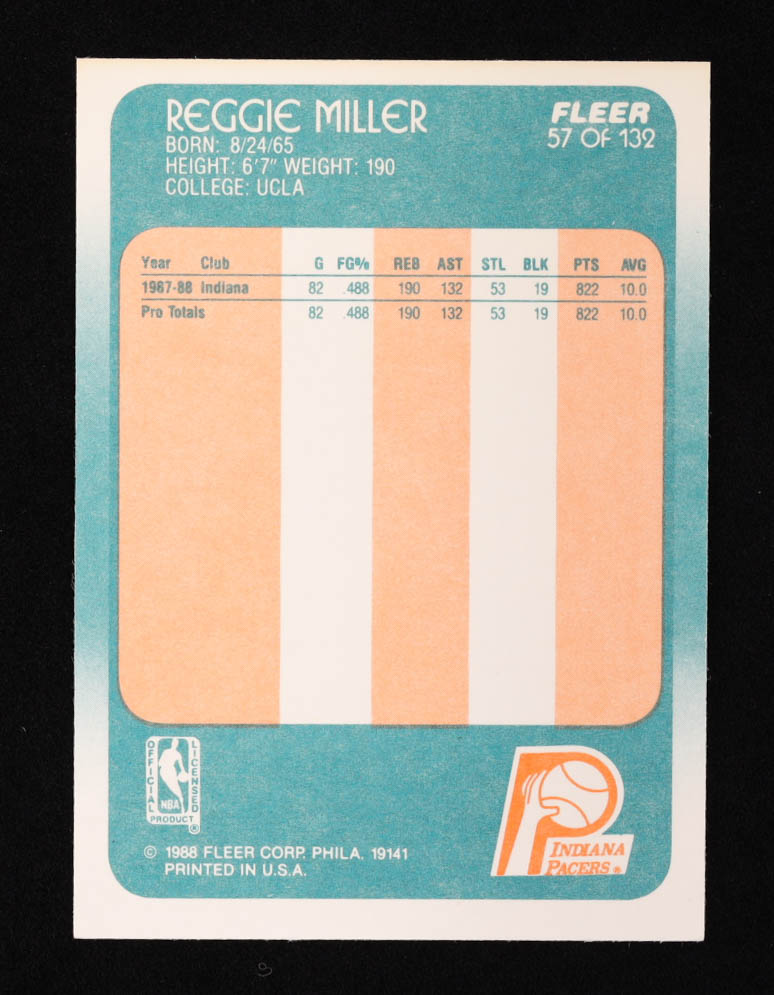 REGGIE MILLER
FLEER
57 OF 132
BORN: 8/24/65
HEIGHT: 6'7" WEIGHT: 190
COLLEGE: UCLA
Year Club G FG% REB AST STL BLK PTS AVG
1987-88 Indiana 82 .488 190 132 53 19 822 10.0
Pro Totals 82 .488 190 132 53 19 822 10.0
OFFICIAL LICENSED
NBA
PRODUCT
®
© 1988 FLEER CORP. PHILA. 19141
PRINTED IN U.S.A.
INDIANA
PACERS ®